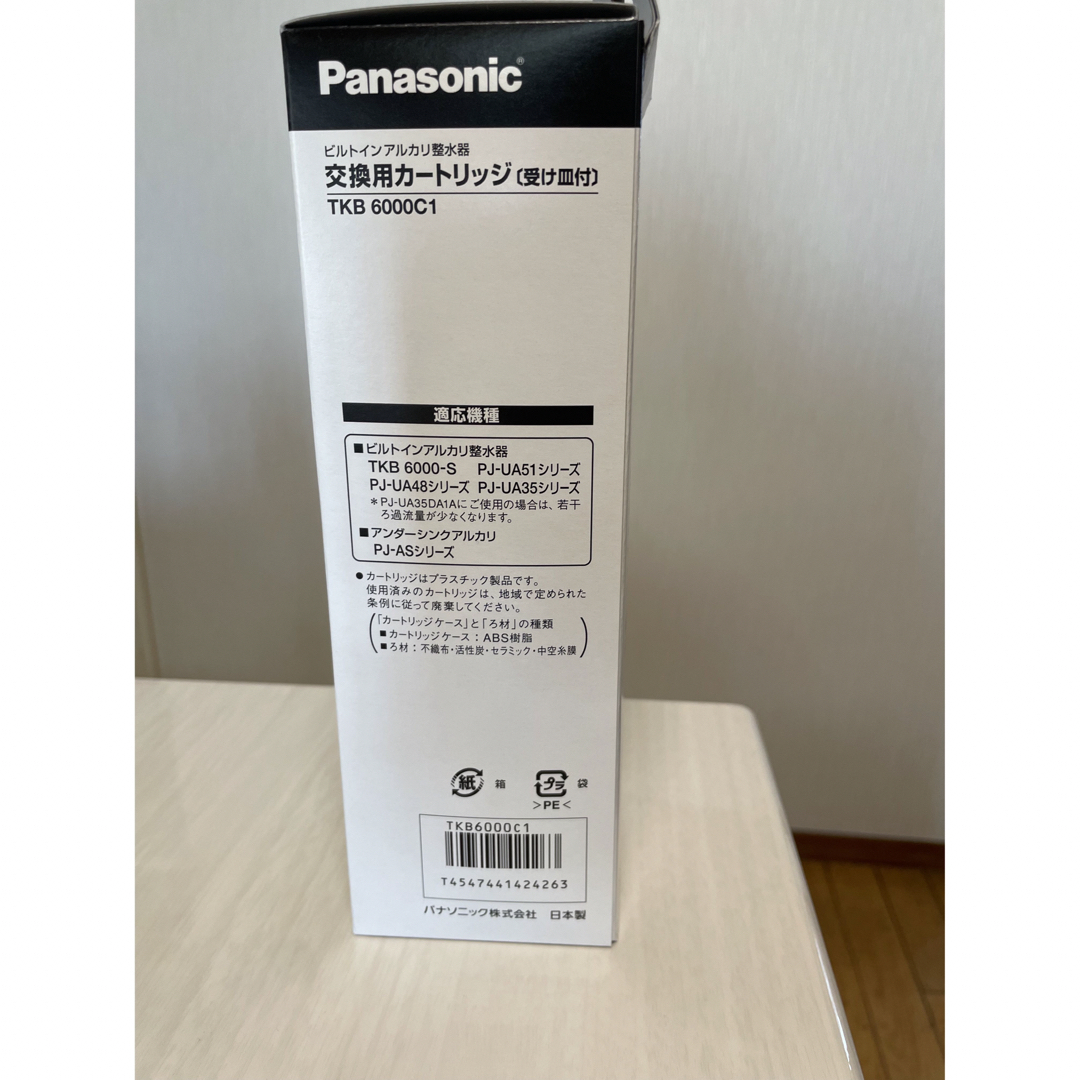 Panasonic®
ビルトイン アルカリ整水器
交換用カートリッジ〔受け皿付〕
TKB 6000C1
適応機種
■ ビルトインアルカリ整水器
TKB 6000-S PJ-UA51シリーズ
PJ-UA48シリーズ PJ-UA35シリーズ
＊PJ-UA35DA1Aにご使用の場合は、若干
ろ過流量が少なくなります。
■ アンダーシンクアルカリ
PJ-ASシリーズ
● カートリッジはプラスチック製品です。
使用済みのカートリッジは、地域で定められた
条例に従って廃棄してください。
「カートリッジケース」と「ろ材」の種類
■ カートリッジケース：ABS樹脂
■ ろ材：不織布・活性炭・セラミック・中空糸膜
紙 箱 プラ 袋
>PE<
TKB6000C1
T4547441424263
パナソニック株式会社 日本製